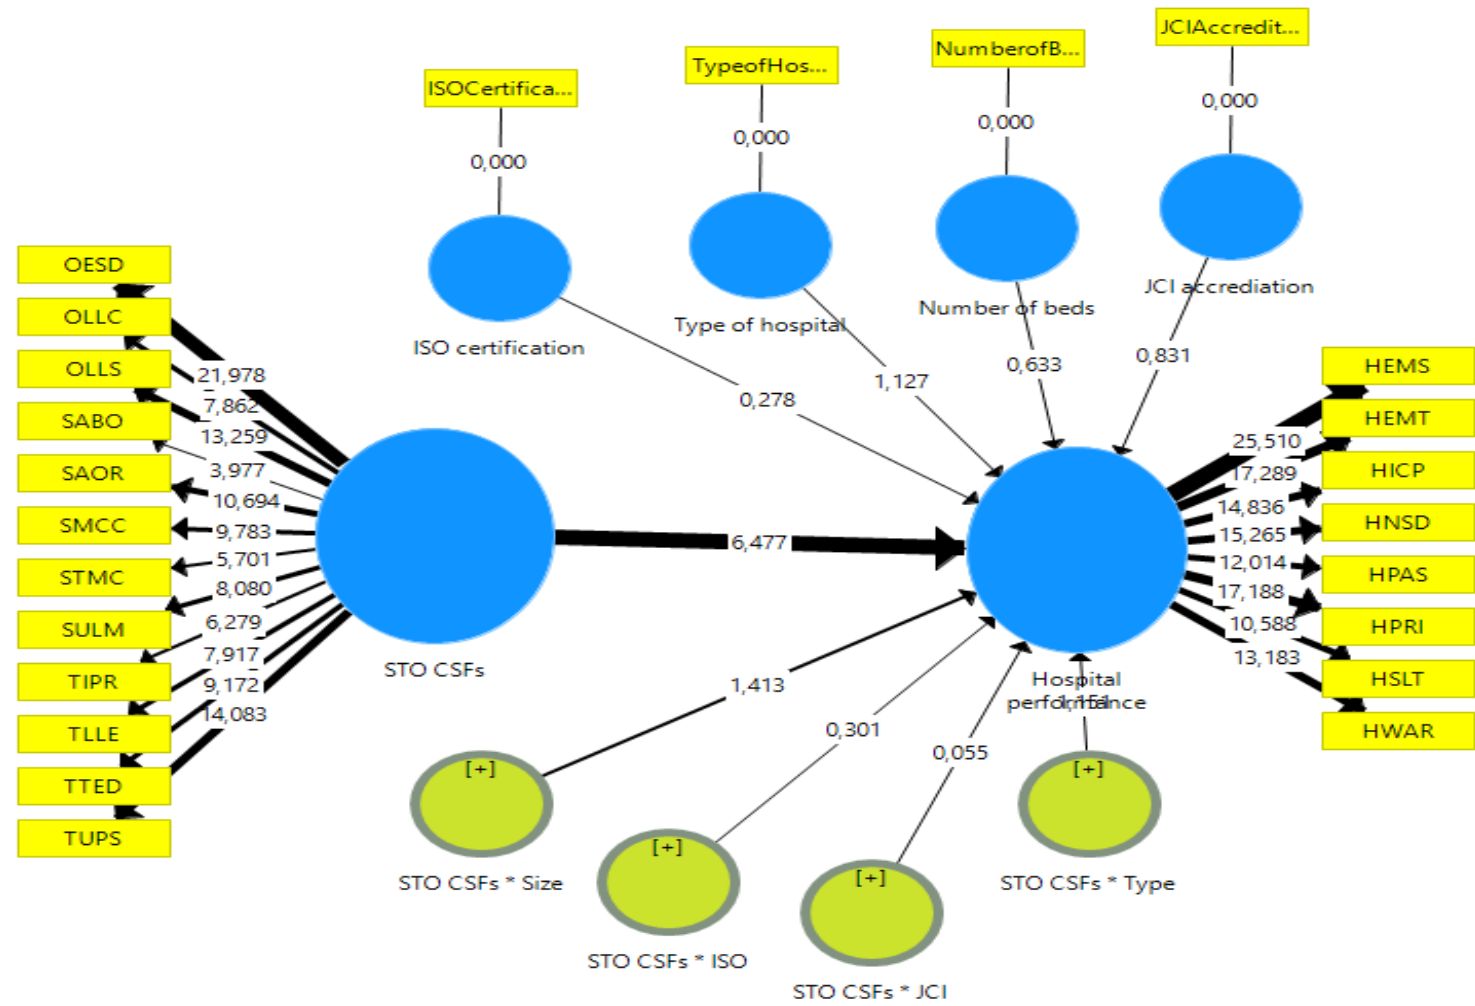 JCIAccredit...
NumberofB...
TypeofHos...
ISOCertifica...
0,000
0,000
0,000
0,000
OESD
OLLC
OLLS
SABO
SAOR
SMCC
STMC
SULM
TIPR
TLLE
TTED
TUPS
21,978
7,862
13,259
3,977
10,694
9,783
5,701
8,080
6,279
7,917
9,172
14,083
STO CSFs
ISO certification
Type of hospital
Number of beds
JCI accrediation
0,278
1,127
0,633
0,831
6,477
Hospital
performance
1,413
0,301
0,055
[+]
STO CSFs * Size
[+]
STO CSFs * ISO
[+]
STO CSFs * JCI
[+]
STO CSFs * Type
25,510
17,289
14,836
15,265
12,014
17,188
10,588
13,183
HEMS
HEMT
HICP
HNSD
HPAS
HPRI
HSLT
HWAR